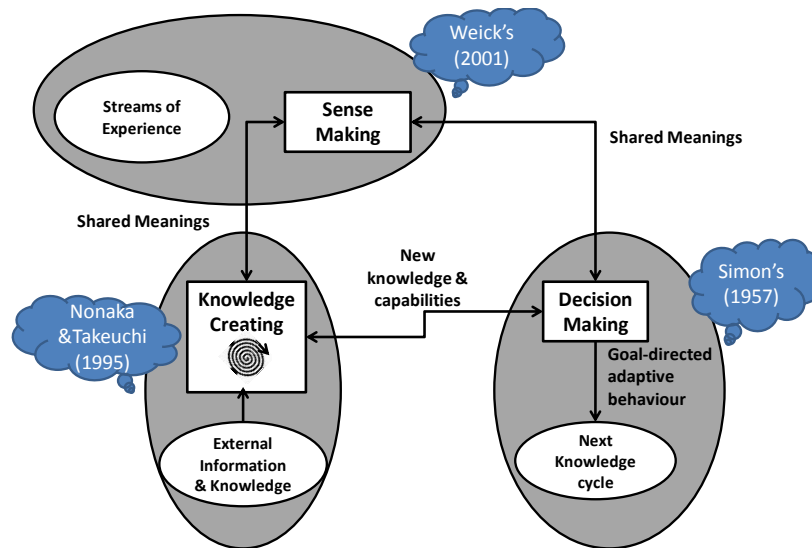 Weick's
(2001)
Streams of
Experience
Sense
Making
Shared Meanings
Shared Meanings
New
knowledge &
capabilities
Simon's
(1957)
Nonaka
&Takeuchi
(1995)
Knowledge
Creating
Decision
Making
Goal-directed
adaptive
behaviour
External
Information
& Knowledge
Next
Knowledge
cycle